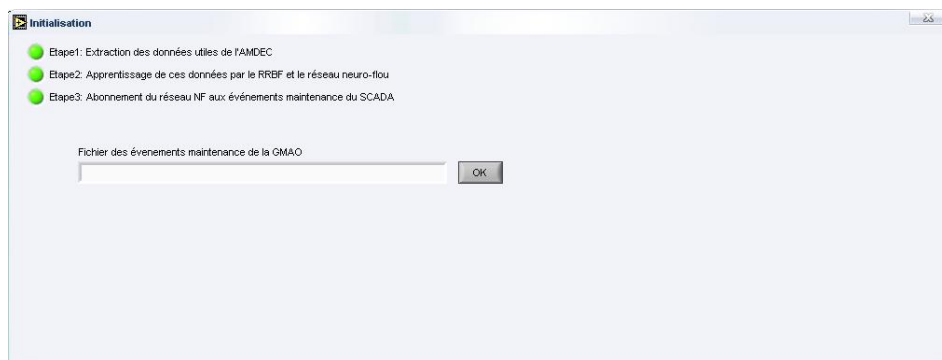 Initialisation
Etape1: Extraction des données utiles de l'AMDEC
Etape2: Apprentissage de ces données par le RRBF et le réseau neuro-flou
Etape3: Abonnement du réseau NF aux événements maintenance du SCADA
Fichier des évenements maintenance de la GMAO
OK